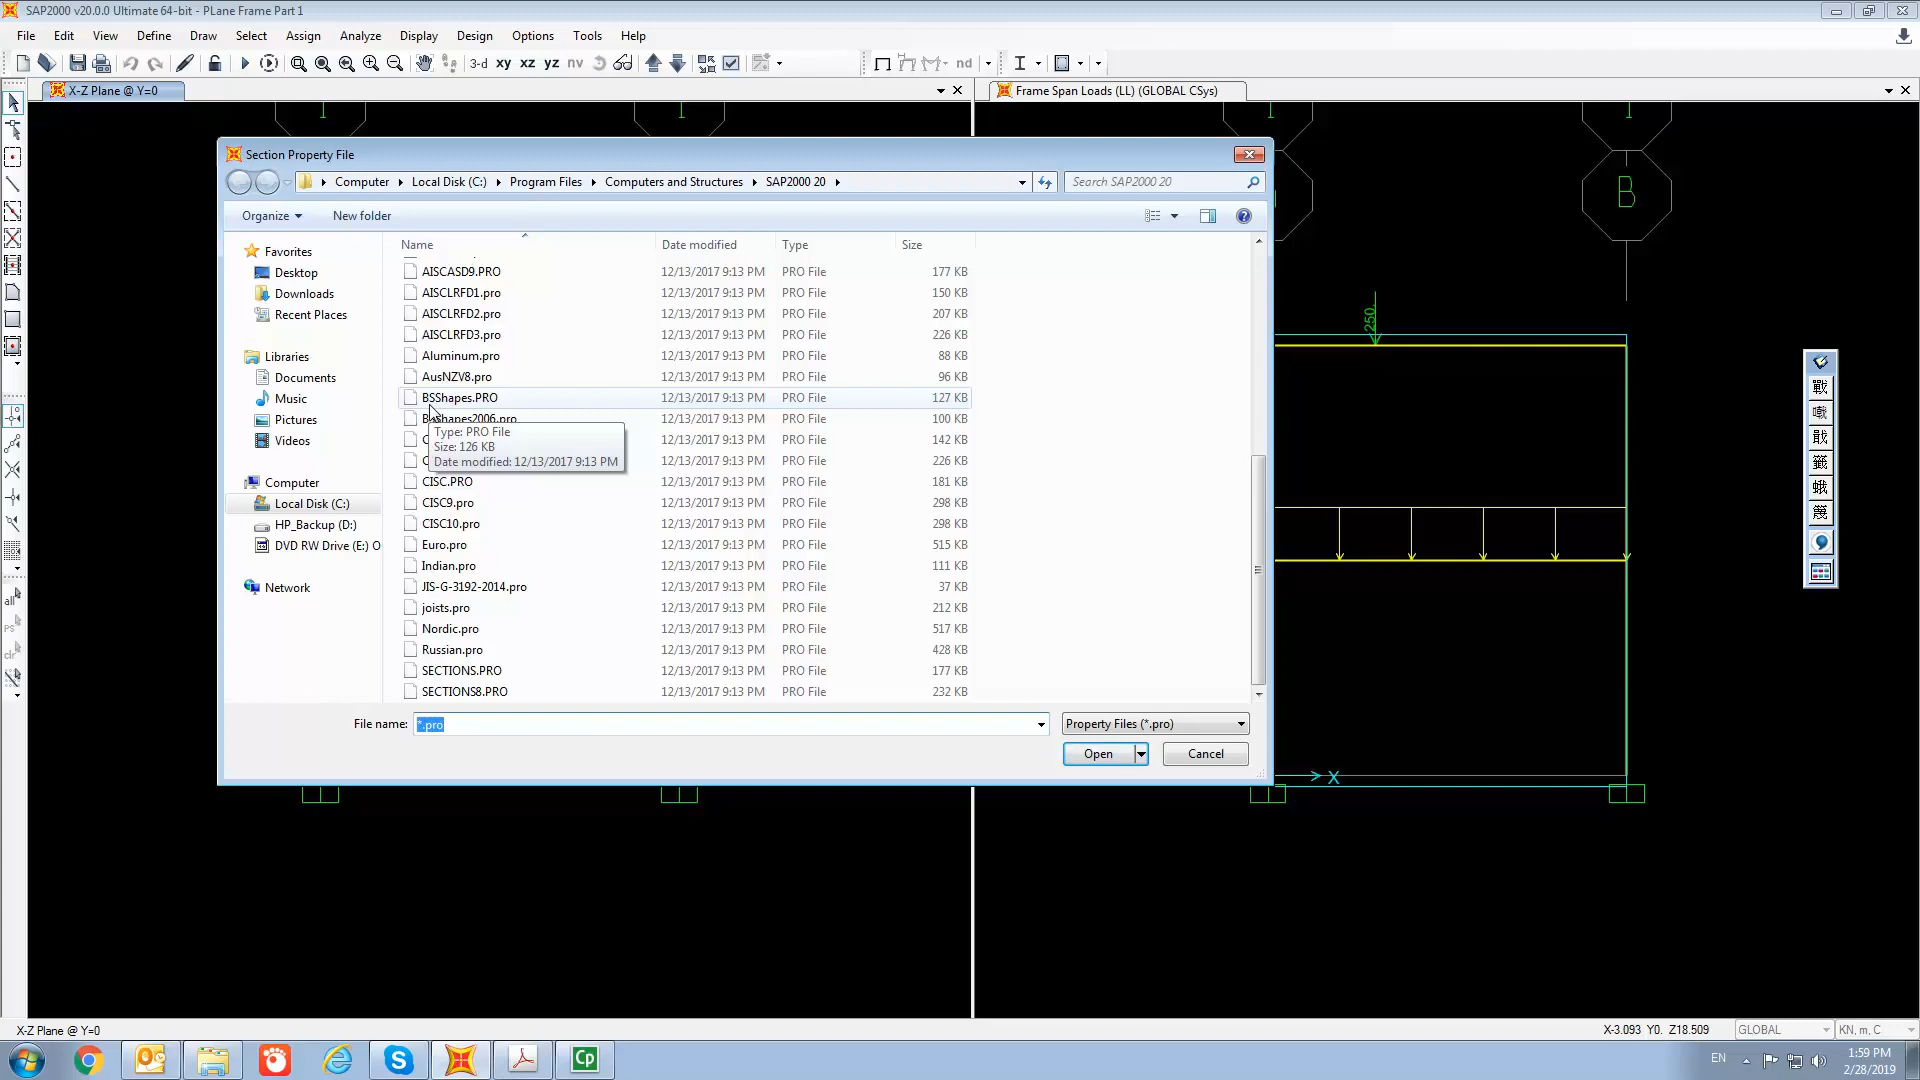 SAP2000 v20.0.0 Ultimate 64-bit - PLane Frame Part 1
File Edit View Define Draw Select Assign Analyze Display Design Options Tools Help
3-d xy xz yz nv nd
X-Z Plane @ Y=0
Frame Span Loads (LL) (GLOBAL CSys)
Section Property File
Computer Local Disk (C:) Program Files Computers and Structures SAP2000 20
Search SAP2000 20
Organize New folder
Favorites
Desktop
Downloads
Recent Places
Libraries
Documents
Music
Pictures
Videos
Computer
Local Disk (C:)
HP_Backup (D:)
DVD RW Drive (E:) O
Network
Name Date modified Type Size
AISCASD9.PRO 12/13/2017 9:13 PM PRO File 177 KB
AISCLRFD1.pro 12/13/2017 9:13 PM PRO File 150 KB
AISCLRFD2.pro 12/13/2017 9:13 PM PRO File 207 KB
AISCLRFD3.pro 12/13/2017 9:13 PM PRO File 226 KB
Aluminum.pro 12/13/2017 9:13 PM PRO File 88 KB
AusNZV8.pro 12/13/2017 9:13 PM PRO File 96 KB
BSShapes.PRO 12/13/2017 9:13 PM PRO File 127 KB
12/13/2017 9:13 PM PRO File 100 KB
12/13/2017 9:13 PM PRO File 142 KB
12/13/2017 9:13 PM PRO File 226 KB
Type: PRO File
Size: 126 KB
Date modified: 12/13/2017 9:13 PM
CISC.PRO 12/13/2017 9:13 PM PRO File 181 KB
CISC9.pro 12/13/2017 9:13 PM PRO File 298 KB
CISC10.pro 12/13/2017 9:13 PM PRO File 298 KB
Euro.pro 12/13/2017 9:13 PM PRO File 515 KB
Indian.pro 12/13/2017 9:13 PM PRO File 111 KB
JIS-G-3192-2014.pro 12/13/2017 9:13 PM PRO File 37 KB
joists.pro 12/13/2017 9:13 PM PRO File 212 KB
Nordic.pro 12/13/2017 9:13 PM PRO File 517 KB
Russian.pro 12/13/2017 9:13 PM PRO File 428 KB
SECTIONS.PRO 12/13/2017 9:13 PM PRO File 177 KB
SECTIONS8.PRO 12/13/2017 9:13 PM PRO File 232 KB
File name: *.pro
Property Files (*.pro)
Open Cancel
B
250.
X
all
PS
clr
X-Z Plane @ Y=0
X-3.093 Y0. Z18.509
GLOBAL
KN, m, C
Cp
EN
1:59 PM
2/28/2019